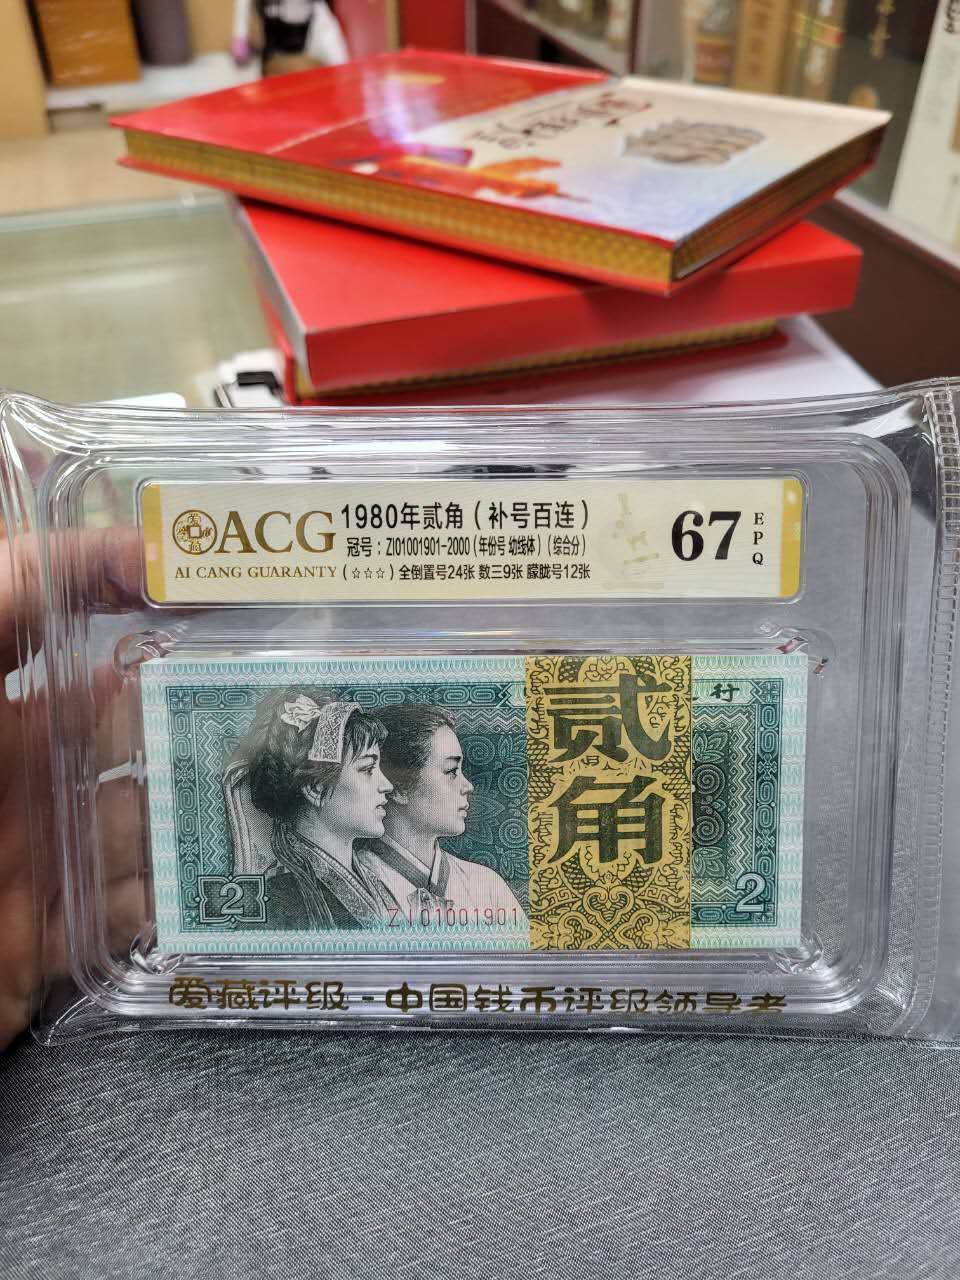 ACG
AI CANG GUARANTY
1980年贰角（补号百连）
冠号：ZI01001901-2000（年份号 幼线体）（综合分）
（☆☆☆）全倒置号24张 数三9张 朦胧号12张
67
EPQ
行
贰角
2
2
ZI01001901
爱藏评级-中国钱币评级领导者